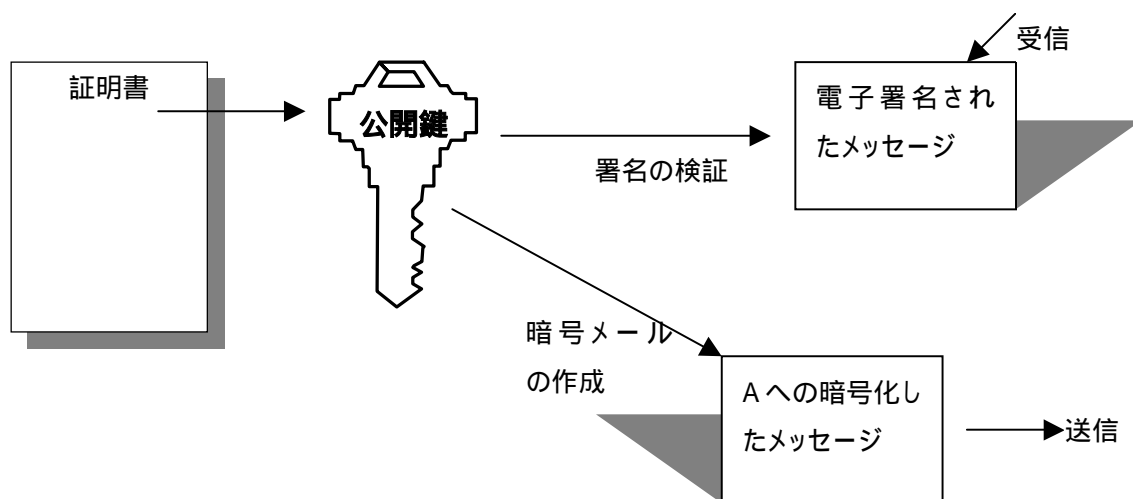 受信
証明書
公開鍵
電子署名され
たメッセージ
署名の検証
暗号メール
の作成
Aへの暗号化し
たメッセージ
送信